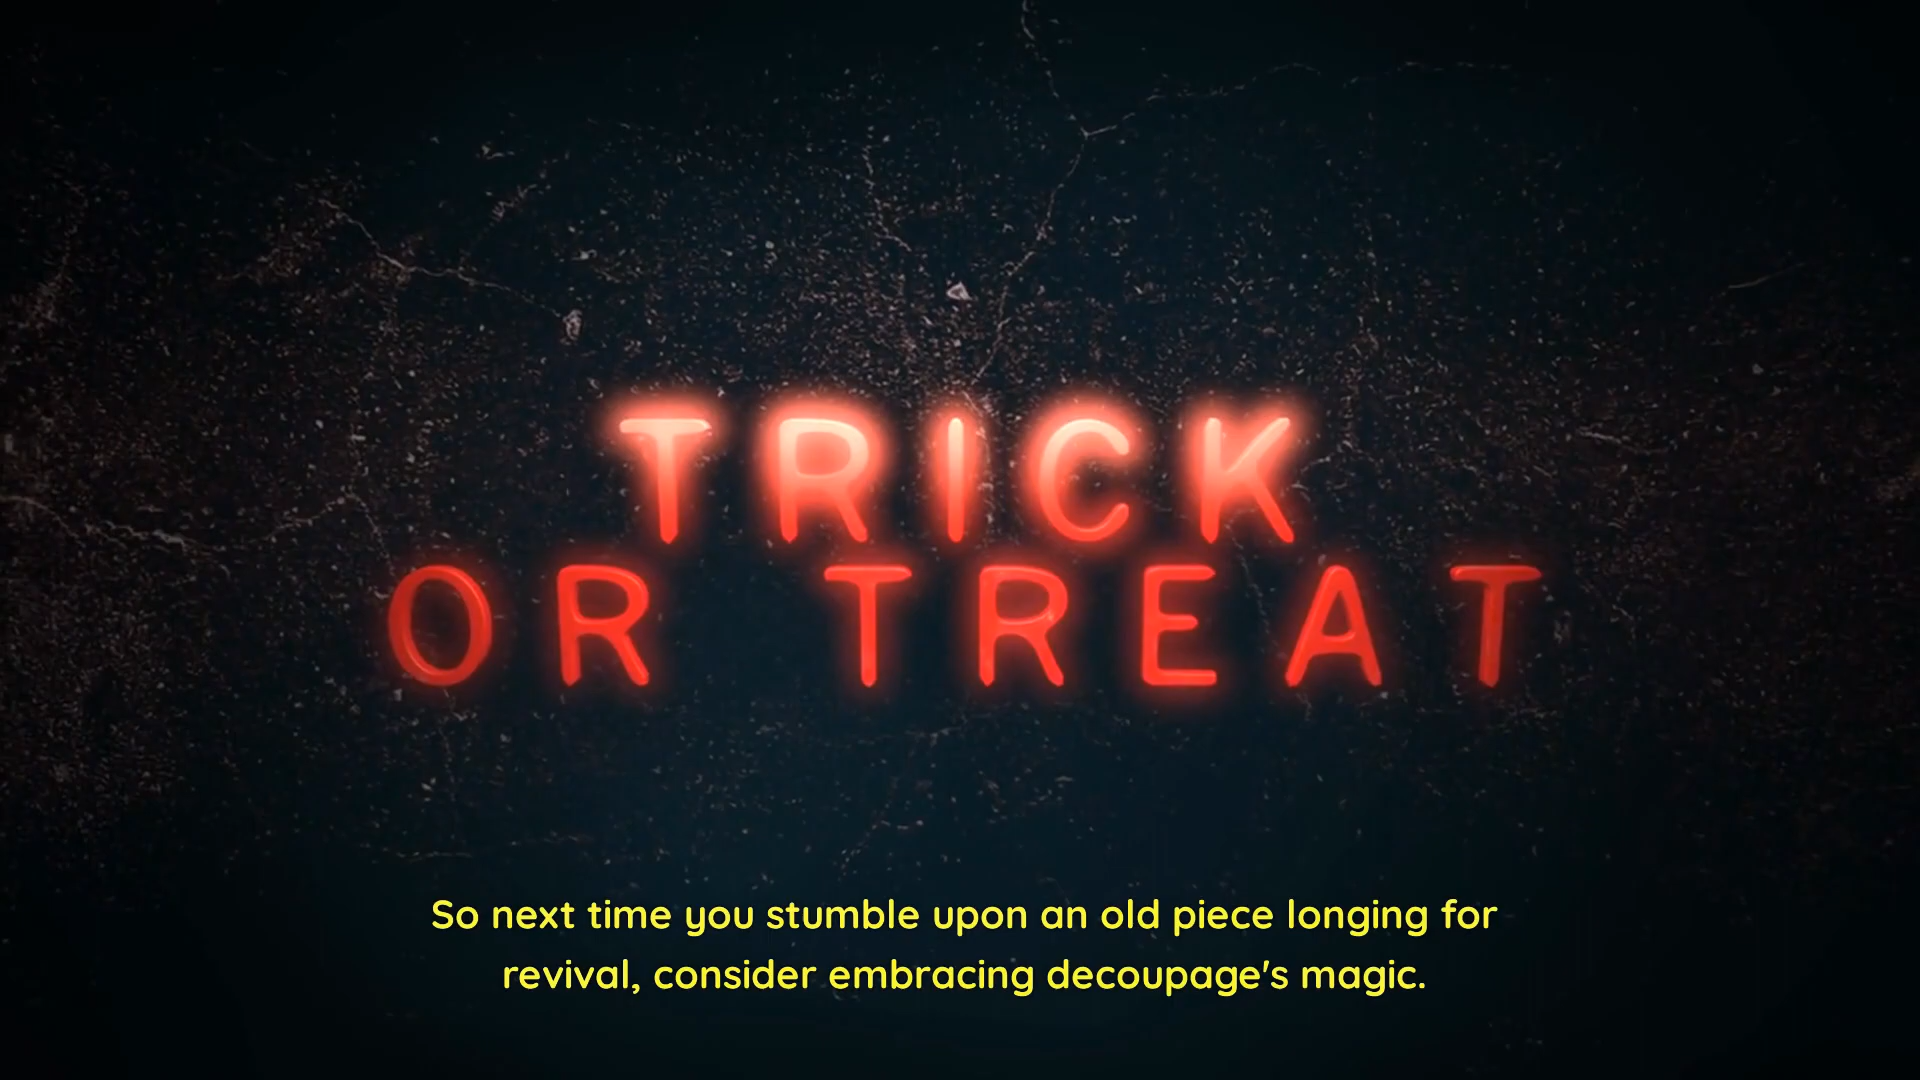 TRICK
OR TREAT
So next time you stumble upon an old piece longing for
revival, consider embracing decoupage's magic.